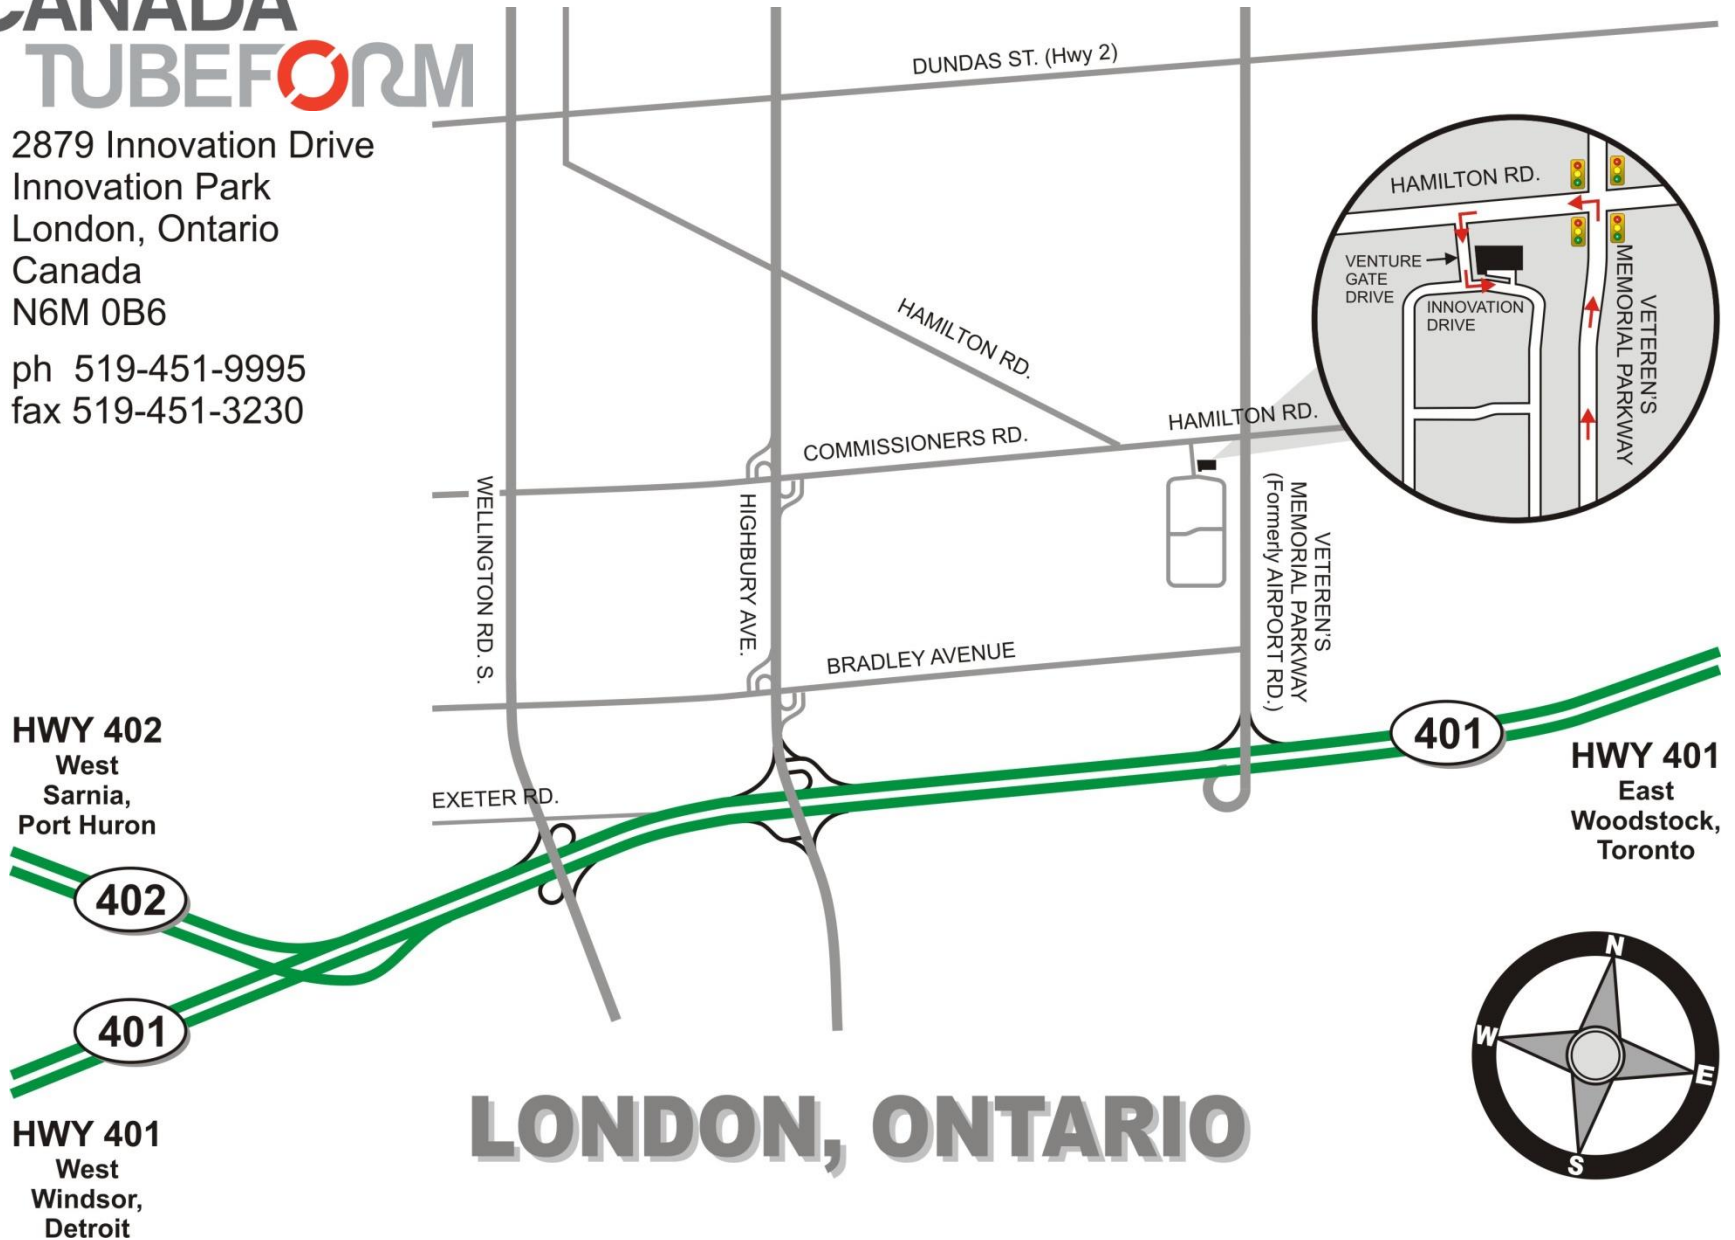 CANADA
TUBEFORM
2879 Innovation Drive
Innovation Park
London, Ontario
Canada
N6M 0B6
ph 519-451-9995
fax 519-451-3230
DUNDAS ST. (Hwy 2)
HAMILTON RD.
VENTURE
GATE
DRIVE
INNOVATION
DRIVE
VETEREN'S
MEMORIAL PARKWAY
HAMILTON RD.
HAMILTON RD.
COMMISSIONERS RD.
WELLINGTON RD. S.
HIGHBURY AVE.
VETEREN'S
MEMORIAL PARKWAY
(Formerly AIRPORT RD.)
BRADLEY AVENUE
EXETER RD.
HWY 402
West
Sarnia,
Port Huron
402
401
HWY 401
West
Windsor,
Detroit
401
HWY 401
East
Woodstock,
Toronto
N
W
E
S
LONDON, ONTARIO